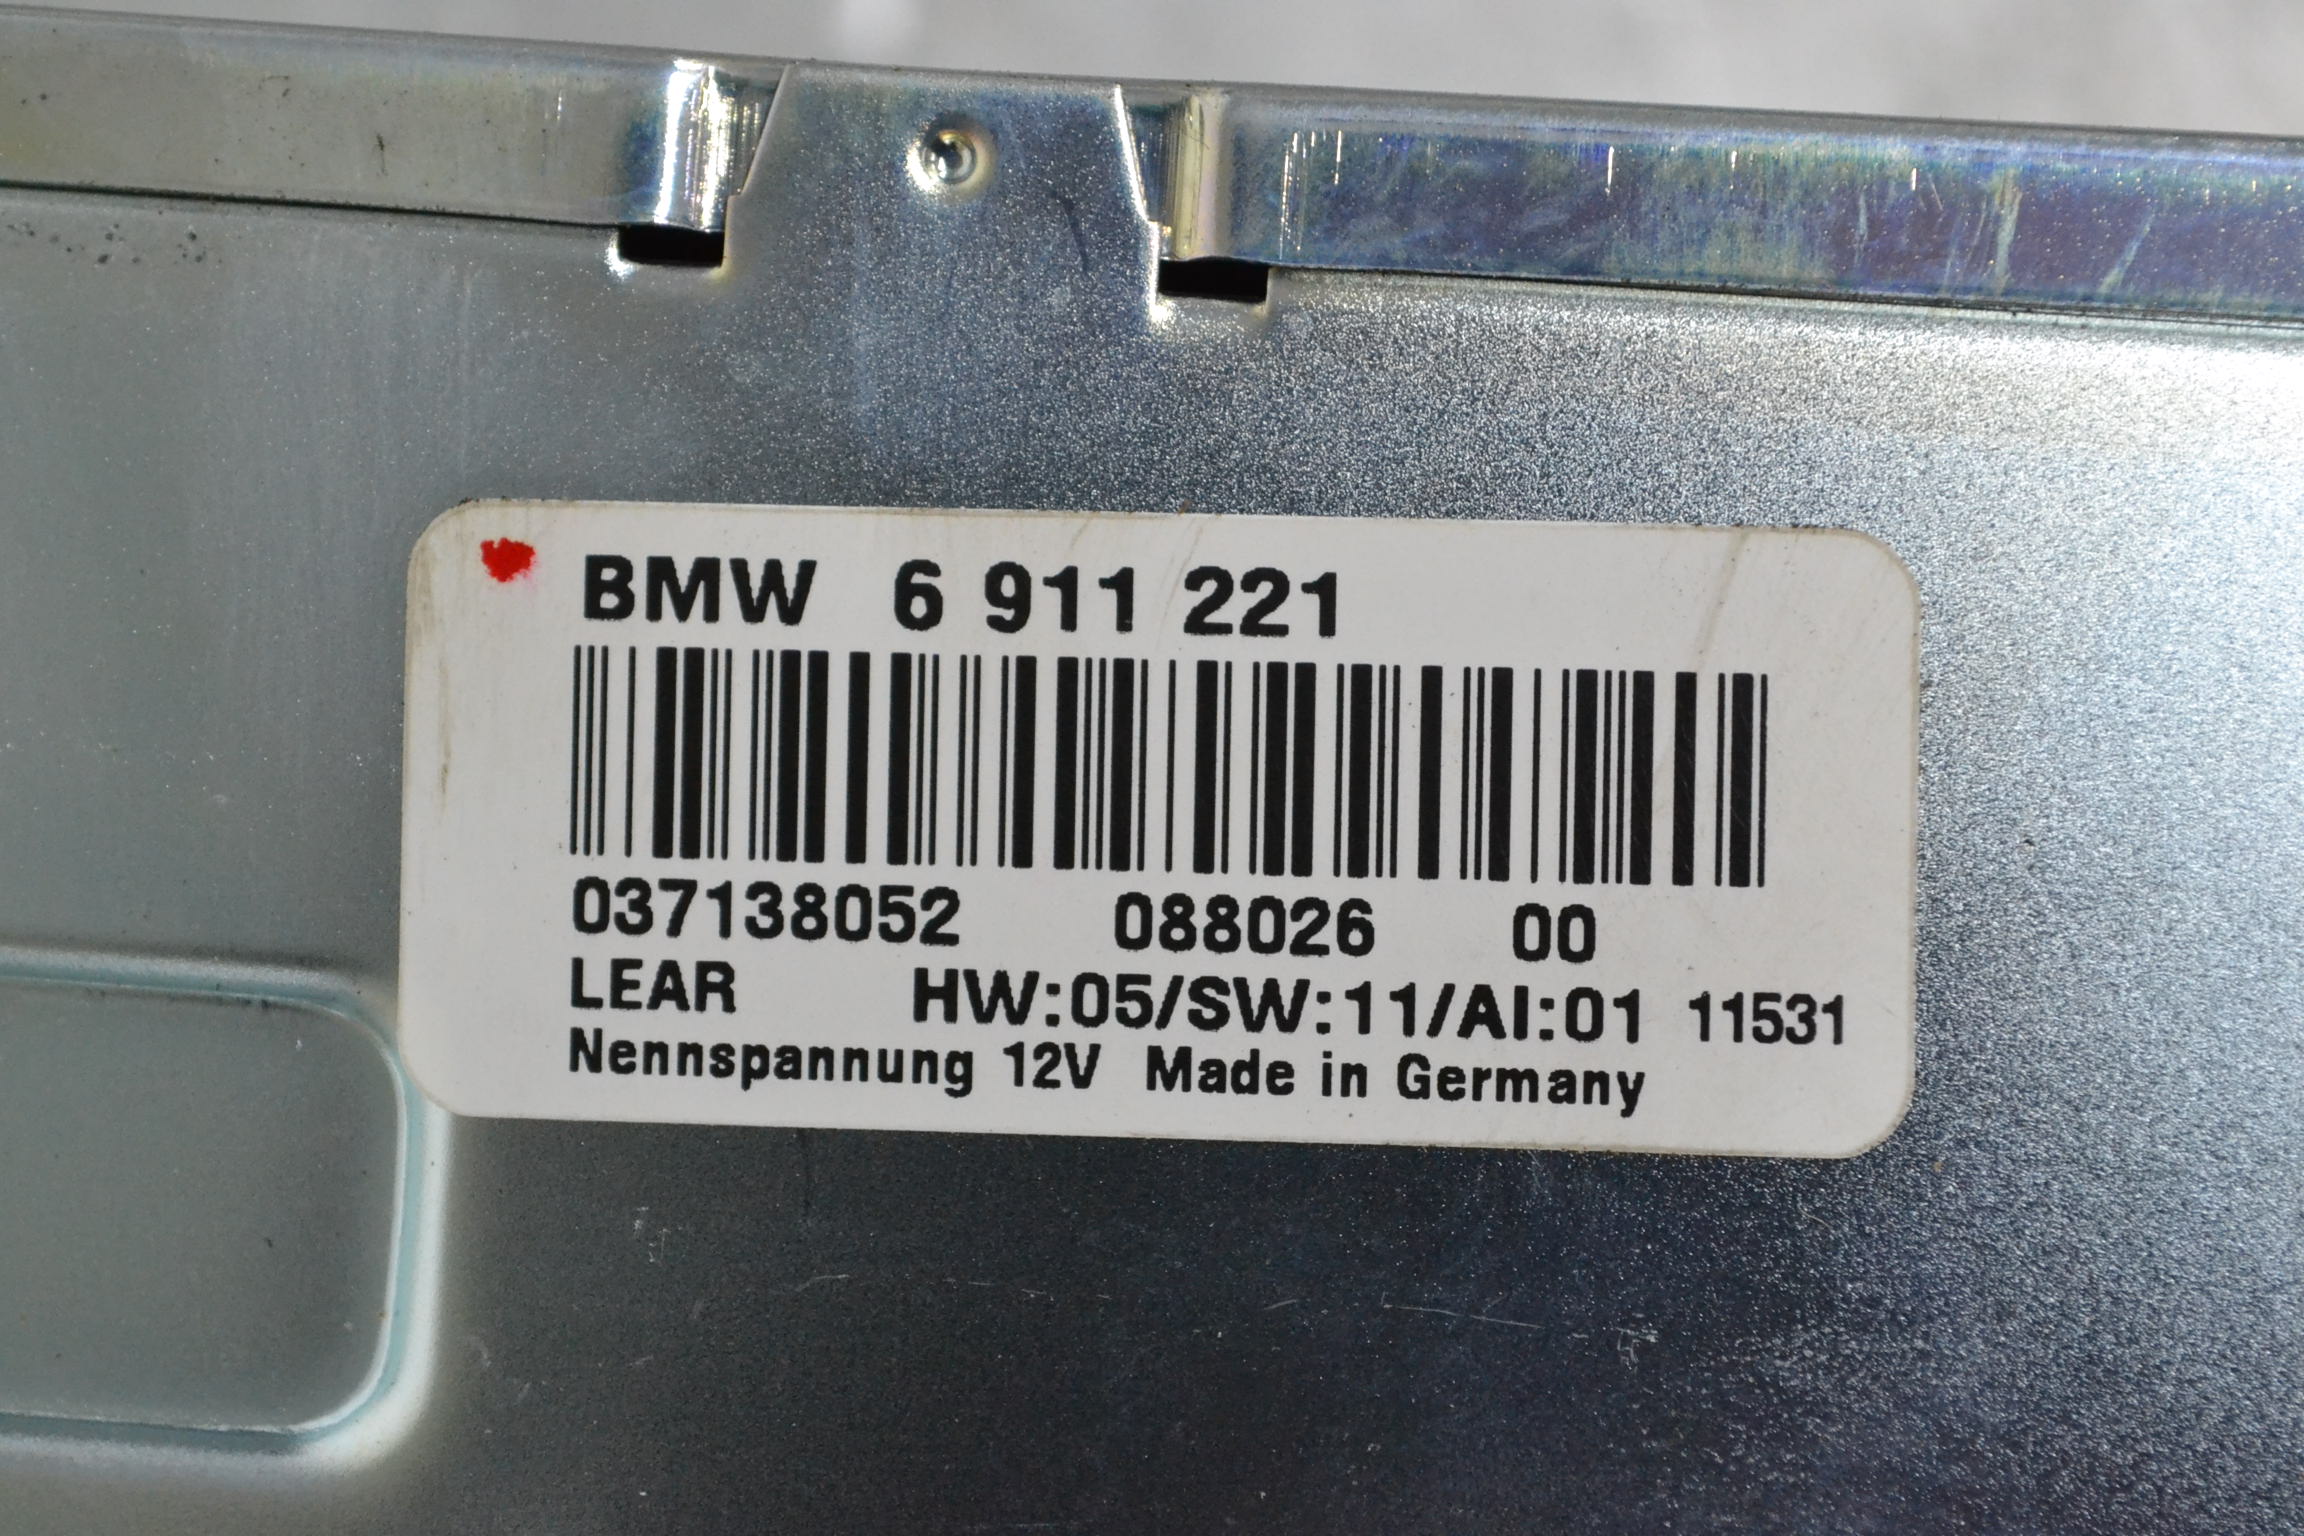 BMW 6 911 221
037138052 088026 00
LEAR HW:05/SW:11/AI:01 11531
Nennspannung 12V Made in Germany